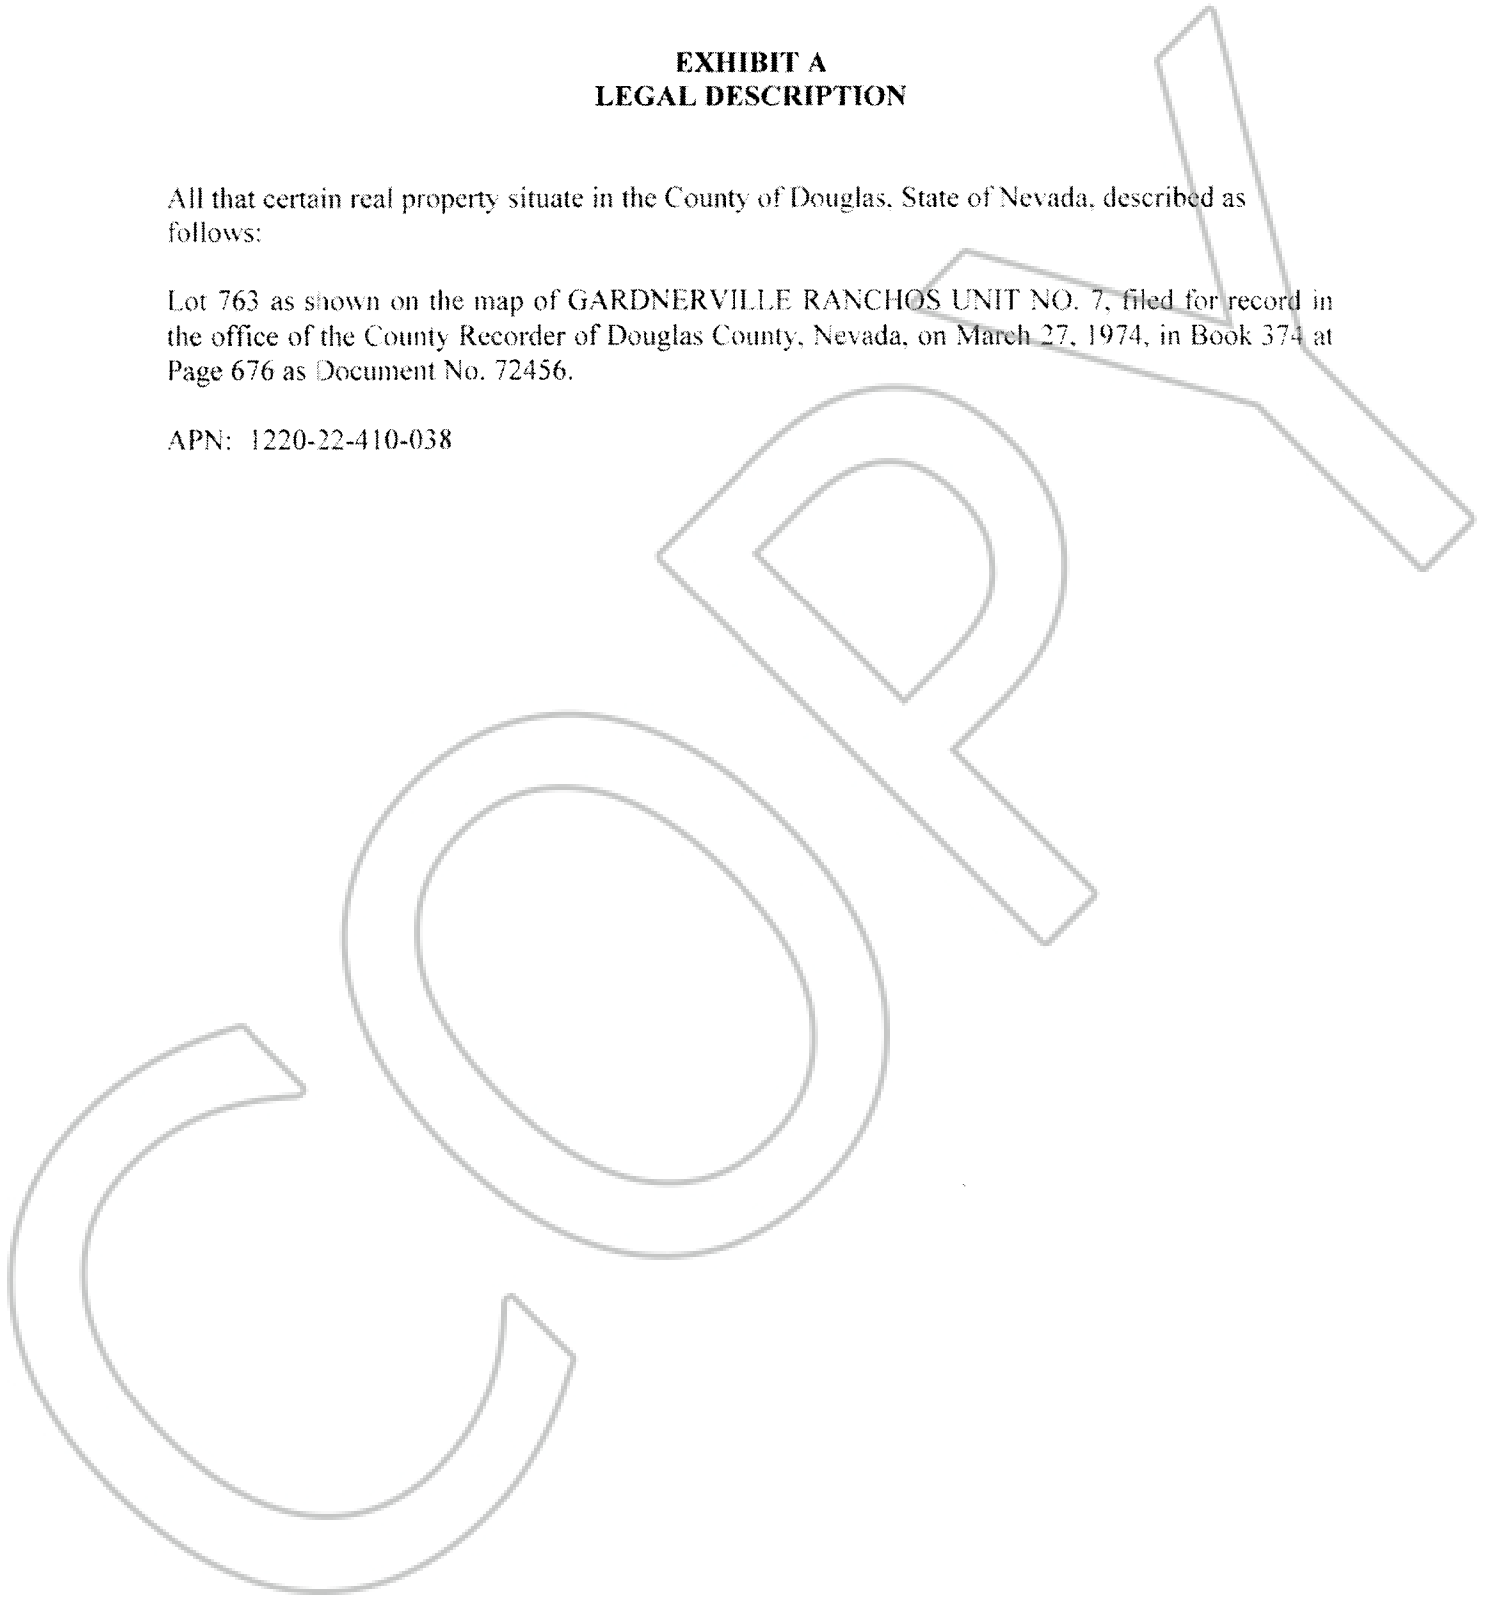 EXHIBIT A
LEGAL DESCRIPTION
All that certain real property situate in the County of Douglas, State of Nevada, described as
follows:
Lot 763 as shown on the map of GARDNERVILLE RANCHOS UNIT NO. 7, filed for record in
the office of the County Recorder of Douglas County, Nevada, on March 27, 1974, in Book 374 at
Page 676 as Document No. 72456.
APN: 1220-22-410-038
COPY